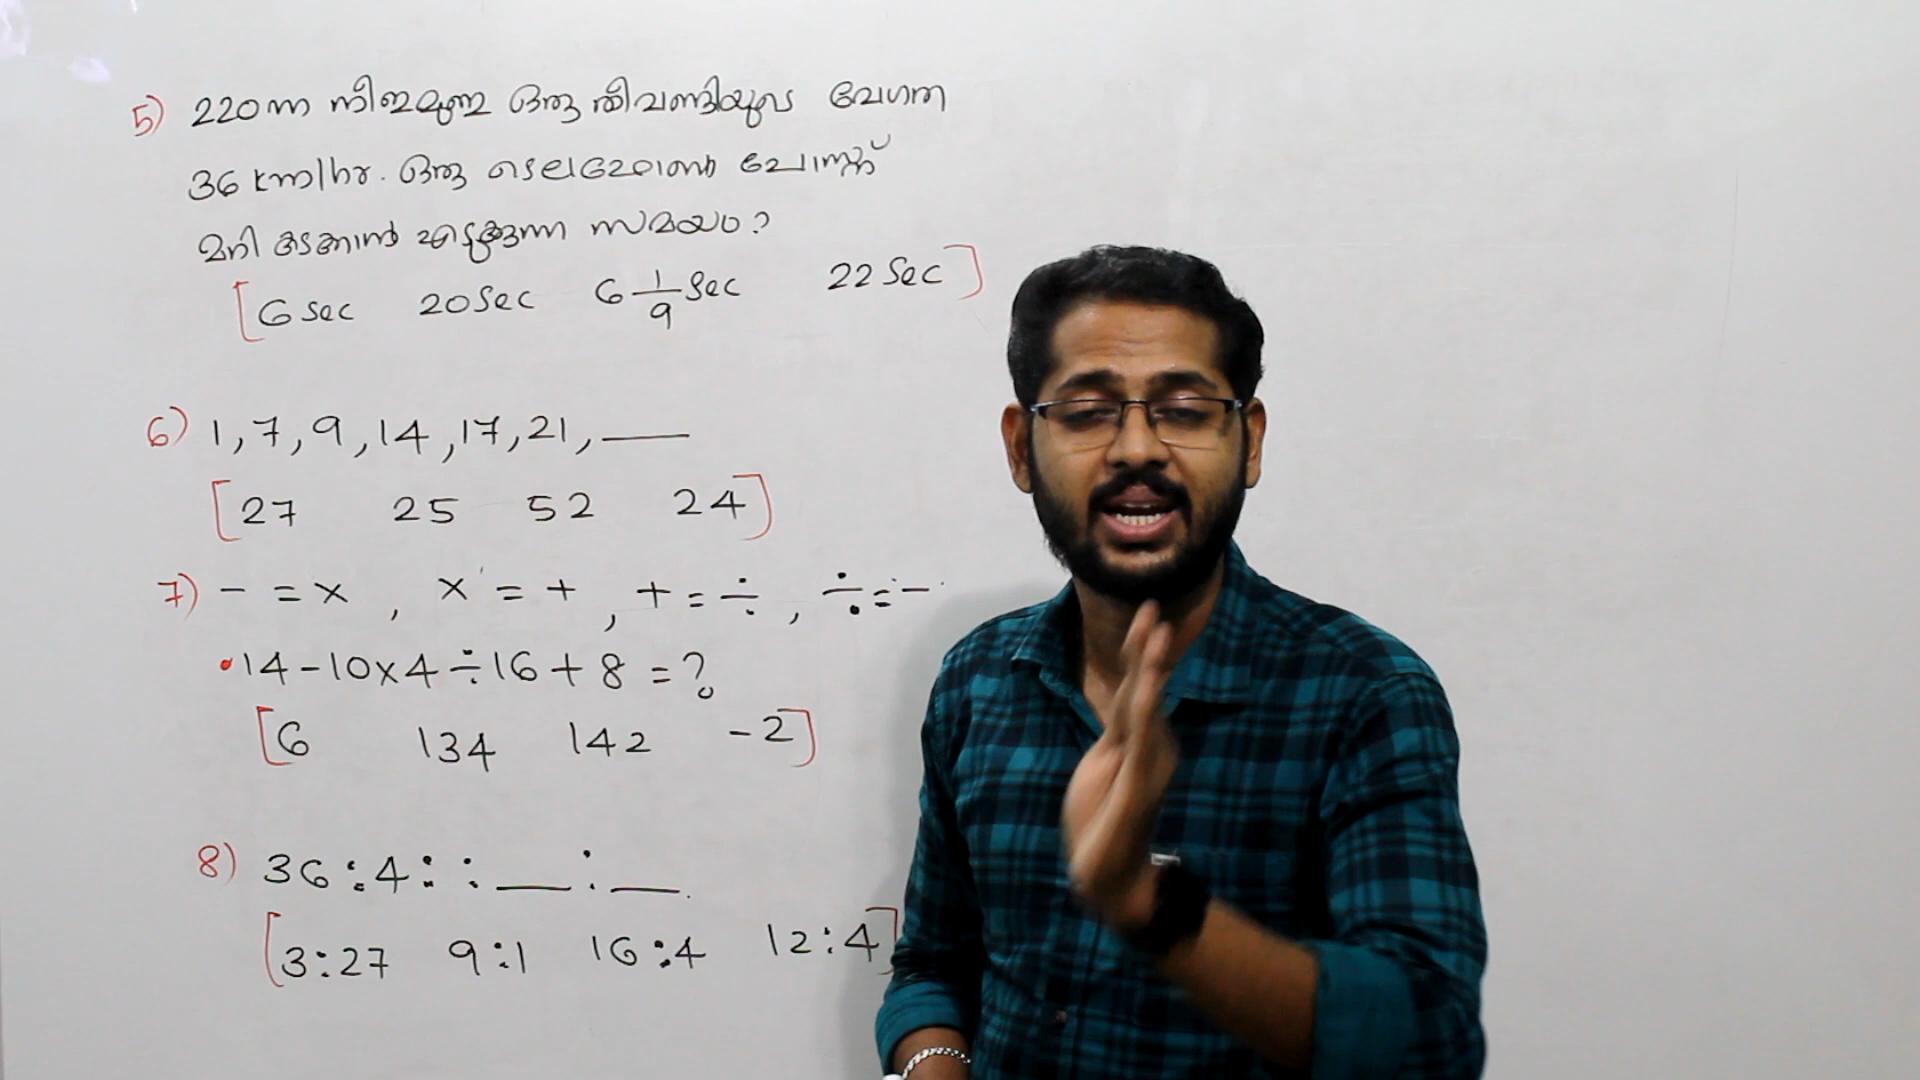 5) 220 m നീളമുള്ള ഒരു തീവണ്ടിയുടെ വേഗത
36 km/hr. ഒരു ടെലഫോൺ പോസ്റ്റ്
മറി കടക്കാൻ എടുക്കുന്ന സമയം?
[6 sec 20 sec 6 1/9 sec 22 sec]
6) 1, 7, 9, 14, 17, 21, ___
[27 25 52 24]
7) - = × , × = + , + = ÷ , ÷ = -
14 - 10 × 4 ÷ 16 + 8 = ?
[6 134 142 -2]
8) 36 : 4 : : ___ : ___
[3:27 9:1 16:4 12:4]